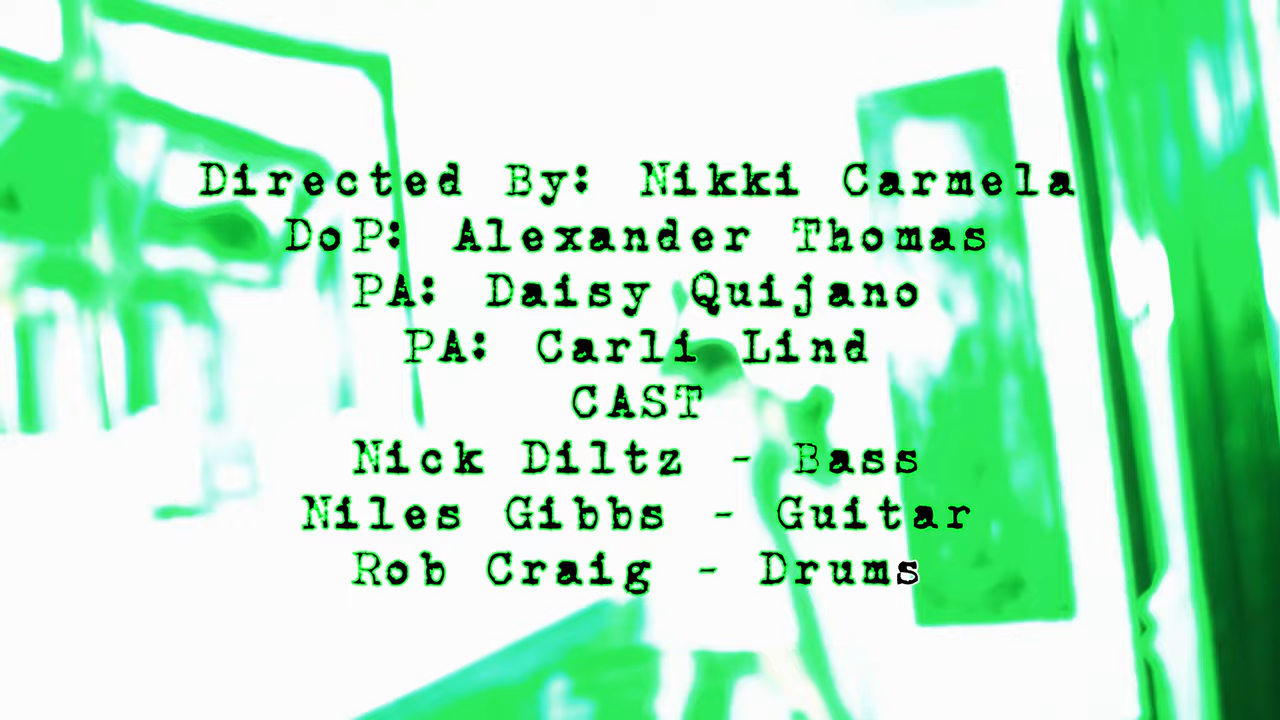 Directed By: Nikki Carmela
DoP: Alexander Thomas
PA: Daisy Quijano
PA: Carli Lind
CAST
Nick Diltz - Bass
Niles Gibbs - Guitar
Rob Craig - Drums